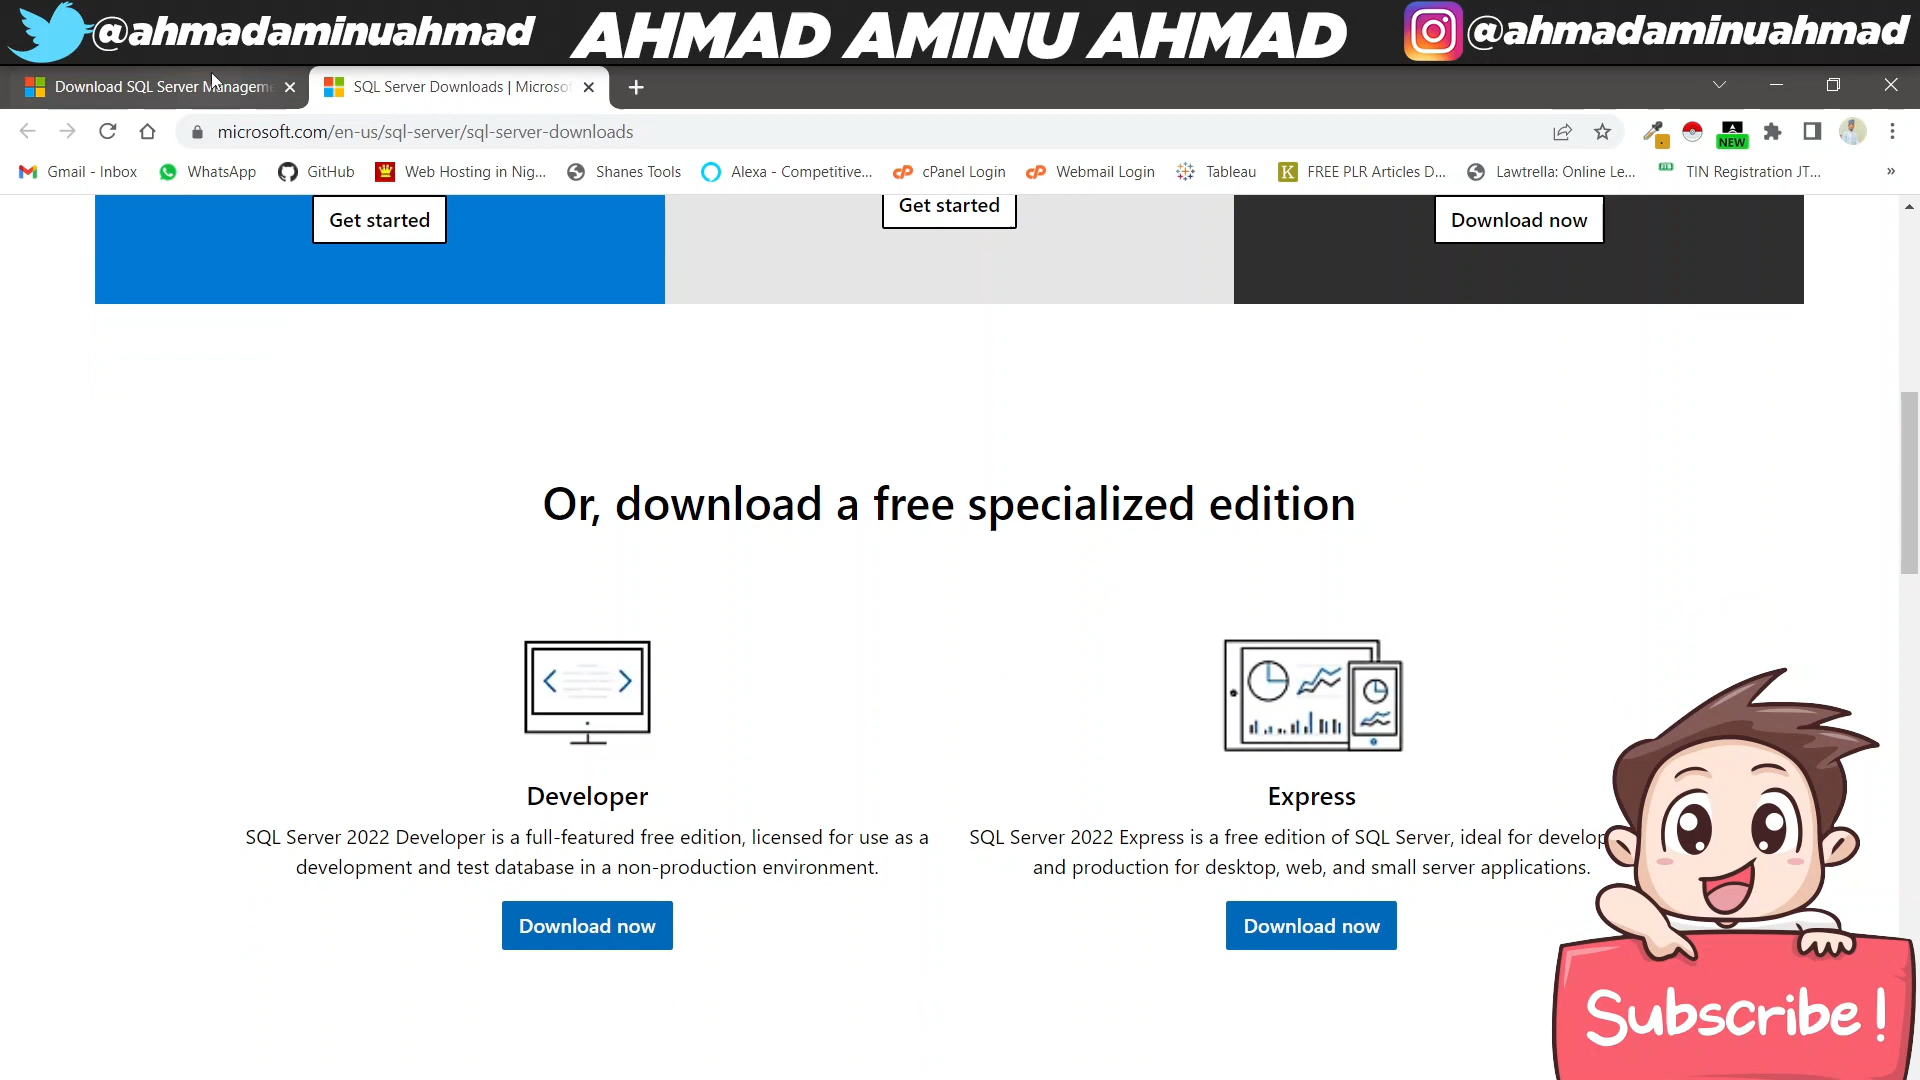 @ahmadaminuahmad AHMAD AMINU AHMAD @ahmadaminuahmad
Download SQL Server Manageme SQL Server Downloads | Microso
microsoft.com/en-us/sql-server/sql-server-downloads
NEW
Gmail - Inbox WhatsApp GitHub Web Hosting in Nig... Shanes Tools Alexa - Competitive... cPanel Login Webmail Login Tableau FREE PLR Articles D... Lawtrella: Online Le... TIN Registration JT...
Get started Get started Download now
Or, download a free specialized edition
Developer
SQL Server 2022 Developer is a full-featured free edition, licensed for use as a
development and test database in a non-production environment.
Download now
Express
SQL Server 2022 Express is a free edition of SQL Server, ideal for develop
and production for desktop, web, and small server applications.
Download now
Subscribe!